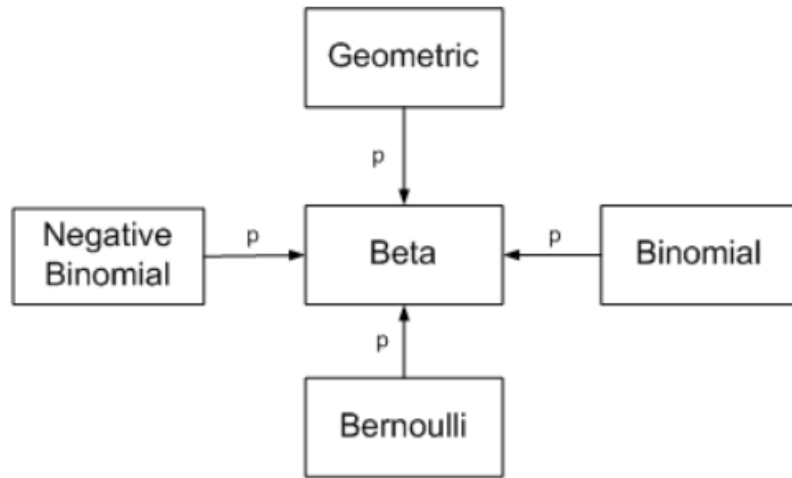 Geometric
p
Negative
Binomial
p
Beta
p
Binomial
p
Bernoulli